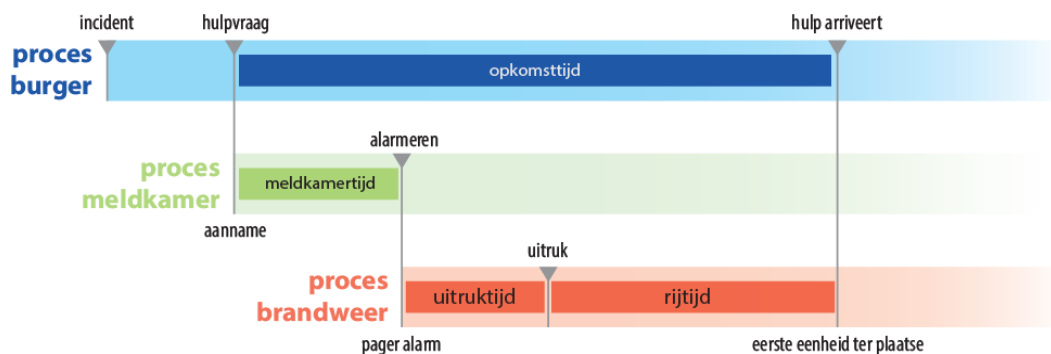 incident
hulpvraag
hulp arriveert
proces
burger
opkomsttijd
alarmeren
proces
meldkamer
meldkamertijd
aanname
uitruk
proces
brandweer
uitruktijd
rijtijd
pager alarm
eerste eenheid ter plaatse